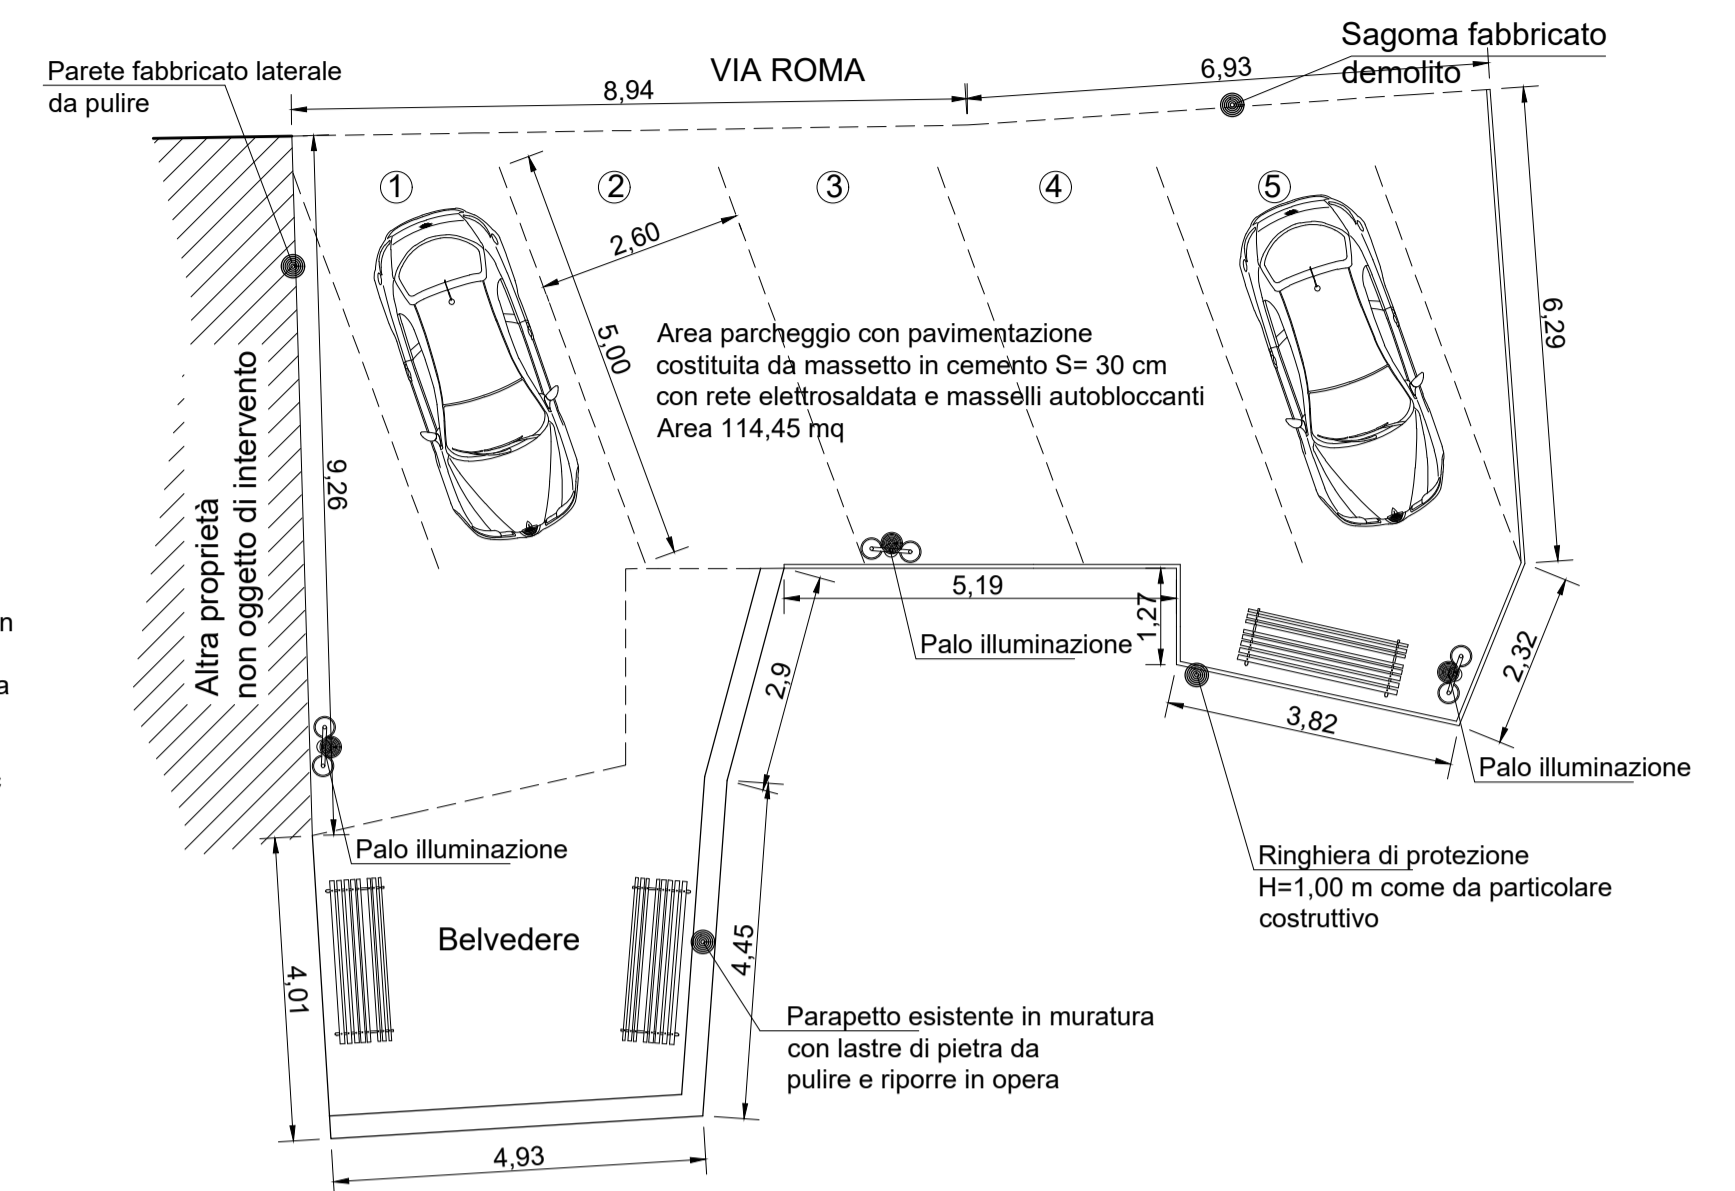 Sagoma fabbricato
demolito
VIA ROMA
6,93
8,94
Parete fabbricato laterale
da pulire
1
2
3
4
5
2,60
5,00
6,29
Area parcheggio con pavimentazione
costituita da massetto in cemento S= 30 cm
con rete elettrosaldata e masselli autobloccanti
Area 114,45 mq
Altra proprietà
non oggetto di intervento
9,26
5,19
1,27
Palo illuminazione
2,9
2,32
3,82
Palo illuminazione
n
a
Palo illuminazione
Ringhiera di protezione
H=1,00 m come da particolare
costruttivo
Belvedere
4,45
4,01
Parapetto esistente in muratura
con lastre di pietra da
pulire e riporre in opera
4,93